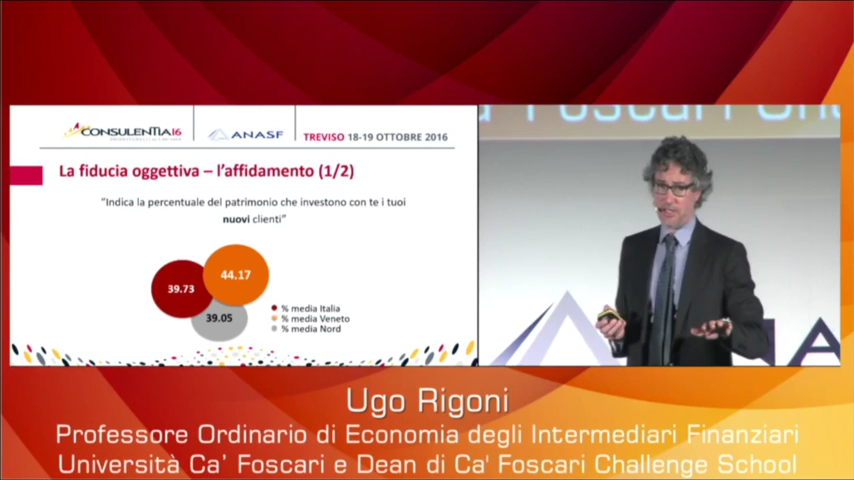 CONSULENTIA16
ANASF
TREVISO 18-19 OTTOBRE 2016
La fiducia oggettiva – l'affidamento (1/2)
"Indica la percentuale del patrimonio che investono con te i tuoi
nuovi clienti"
39.73
44.17
39.05
% media Italia
% media Veneto
% media Nord
Foscari
Ugo Rigoni
Professore Ordinario di Economia degli Intermediari Finanziari
Università Ca' Foscari e Dean di Ca' Foscari Challenge School